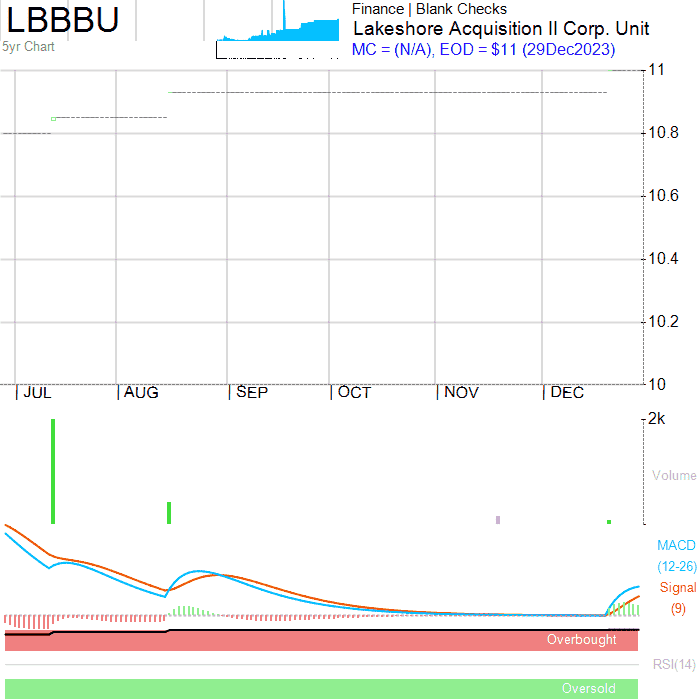 LBBBU
5yr Chart
Finance | Blank Checks
Lakeshore Acquisition II Corp. Unit
MC = (N/A), EOD = $11 (29Dec2023)
11
10.8
10.6
10.4
10.2
10
JUL AUG SEP OCT NOV DEC
2k
Volume
MACD
(12-26)
Signal
(9)
Overbought
RSI(14)
Oversold